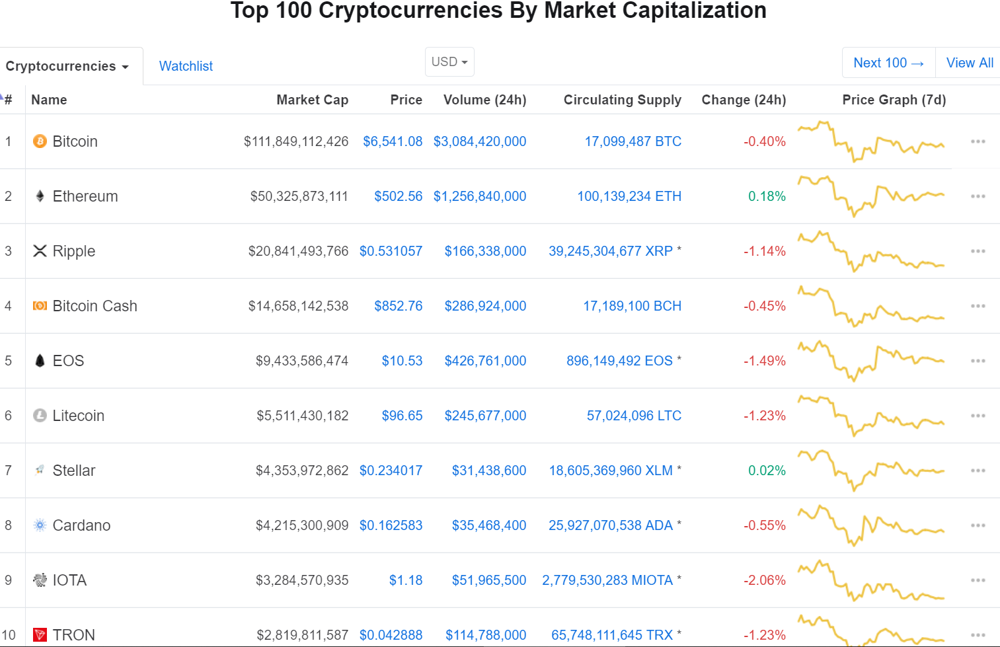 Top 100 Cryptocurrencies By Market Capitalization
Cryptocurrencies Watchlist USD Next 100 → View All
# Name Market Cap Price Volume (24h) Circulating Supply Change (24h) Price Graph (7d)
1 Bitcoin $111,849,112,426 $6,541.08 $3,084,420,000 17,099,487 BTC -0.40%
2 Ethereum $50,325,873,111 $502.56 $1,256,840,000 100,139,234 ETH 0.18%
3 Ripple $20,841,493,766 $0.531057 $166,338,000 39,245,304,677 XRP * -1.14%
4 Bitcoin Cash $14,658,142,538 $852.76 $286,924,000 17,189,100 BCH -0.45%
5 EOS $9,433,586,474 $10.53 $426,761,000 896,149,492 EOS * -1.49%
6 Litecoin $5,511,430,182 $96.65 $245,677,000 57,024,096 LTC -1.23%
7 Stellar $4,353,972,862 $0.234017 $31,438,600 18,605,369,960 XLM * 0.02%
8 Cardano $4,215,300,909 $0.162583 $35,468,400 25,927,070,538 ADA * -0.55%
9 IOTA $3,284,570,935 $1.18 $51,965,500 2,779,530,283 MIOTA * -2.06%
10 TRON $2,819,811,587 $0.042888 $114,788,000 65,748,111,645 TRX * -1.23%